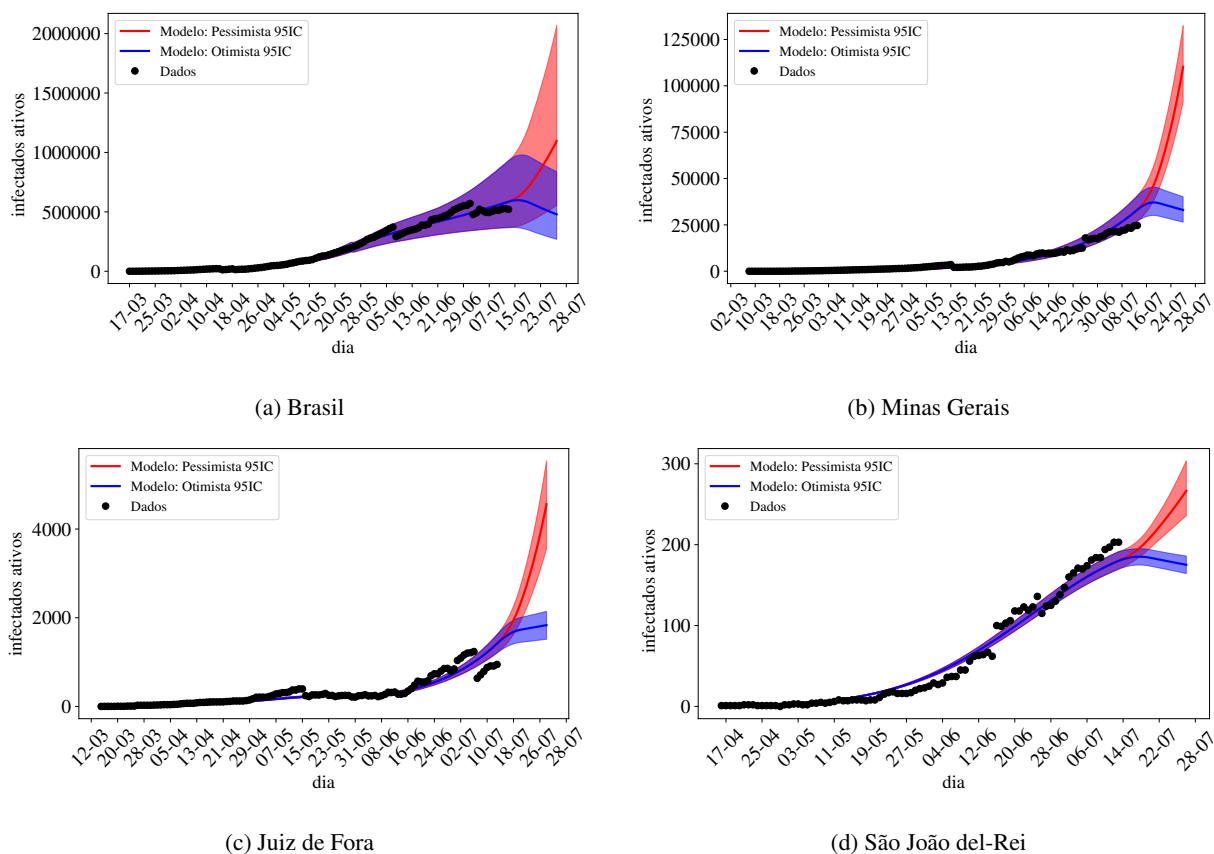 infectados ativos
2000000
1500000
1000000
500000
0
Modelo: Pessimista 95IC
Modelo: Otimista 95IC
Dados
17-03 25-03 02-04 10-04 18-04 26-04 04-05 12-05 20-05 28-05 05-06 13-06 21-06 29-06 07-07 15-07 23-07 28-07
dia
(a) Brasil
infectados ativos
125000
100000
75000
50000
25000
0
Modelo: Pessimista 95IC
Modelo: Otimista 95IC
Dados
02-03 10-03 18-03 26-03 03-04 11-04 19-04 27-04 05-05 13-05 21-05 29-05 06-06 14-06 22-06 30-06 08-07 16-07 24-07 28-07
dia
(b) Minas Gerais
infectados ativos
4000
2000
0
Modelo: Pessimista 95IC
Modelo: Otimista 95IC
Dados
12-03 20-03 28-03 05-04 13-04 21-04 29-04 07-05 15-05 23-05 31-05 08-06 16-06 24-06 02-07 10-07 18-07 26-07 28-07
dia
(c) Juiz de Fora
infectados ativos
300
200
100
0
Modelo: Pessimista 95IC
Modelo: Otimista 95IC
Dados
17-04 25-04 03-05 11-05 19-05 27-05 04-06 12-06 20-06 28-06 06-07 14-07 22-07 28-07
dia
(d) São João del-Rei